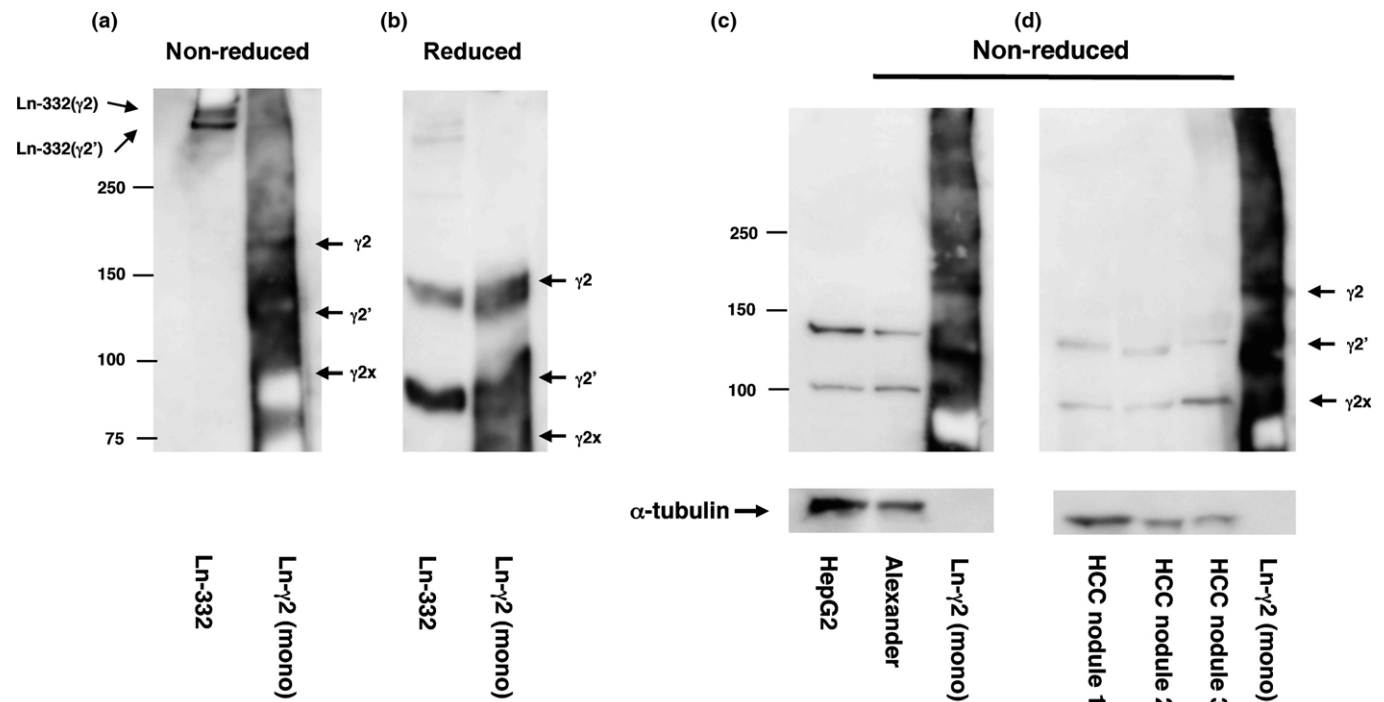 (a)
(b)
(c)
(d)
Non-reduced
Reduced
Non-reduced
Ln-332(γ2)
Ln-332(γ2’)
250
150
100
75
γ2
γ2’
γ2x
γ2
γ2’
γ2x
250
150
100
γ2
γ2’
γ2x
α-tubulin
Ln-332
Ln-γ2 (mono)
Ln-332
Ln-γ2 (mono)
HepG2
Alexander
Ln-γ2 (mono)
HCC nodule 1
HCC nodule 2
HCC nodule 3
Ln-γ2 (mono)